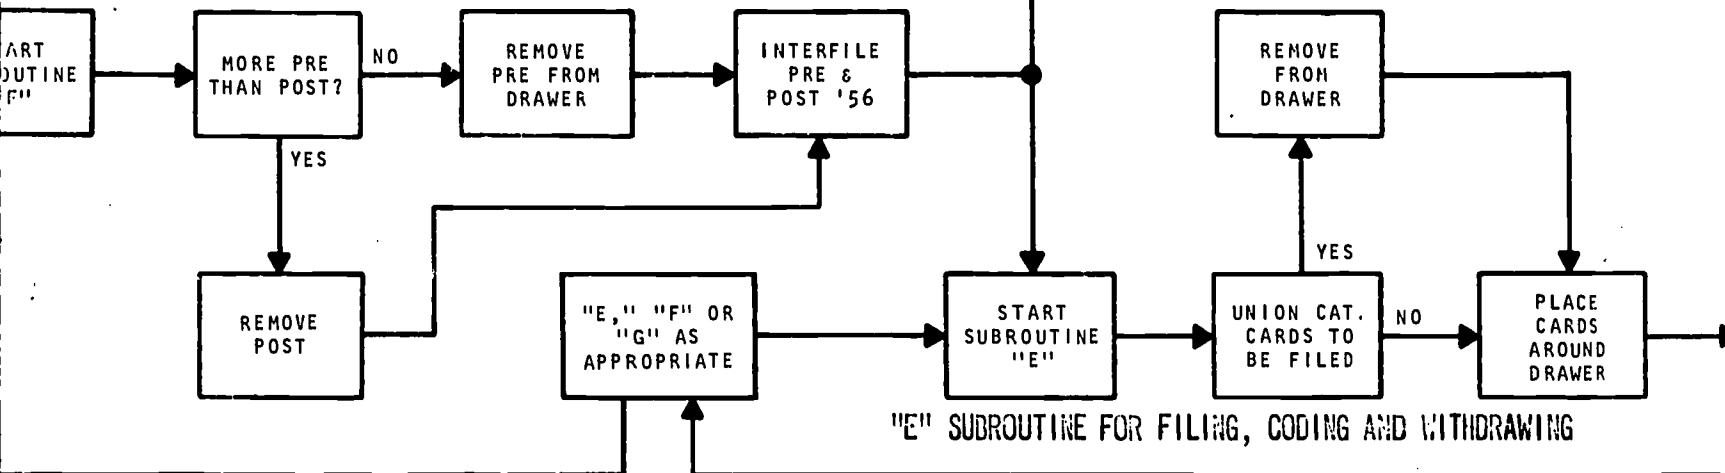 ART
OUTINE
F"
MORE PRE
THAN POST?
NO
REMOVE
PRE FROM
DRAWER
INTERFILE
PRE &
POST '56
REMOVE
FROM
DRAWER
YES
YES
REMOVE
POST
"E," "F" OR
"G" AS
APPROPRIATE
START
SUBROUTINE
"E"
UNION CAT.
CARDS TO
BE FILED
NO
PLACE
CARDS
AROUND
DRAWER
"E" SUBROUTINE FOR FILING, CODING AND WITHDRAWING